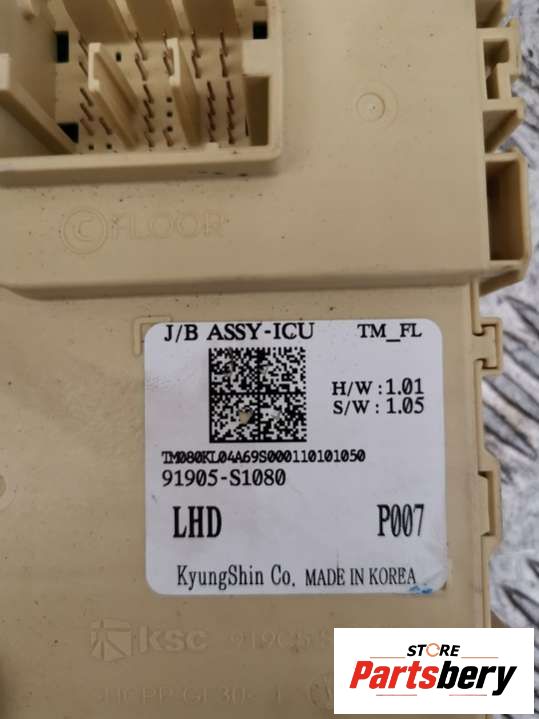 C FLOOR
J/B ASSY-ICU TM_FL
H/W : 1.01
S/W : 1.05
TM080KL04A69S000110101050
91905-S1080
LHD P007
KyungShin Co. MADE IN KOREA
KSC
STORE
Partsbery